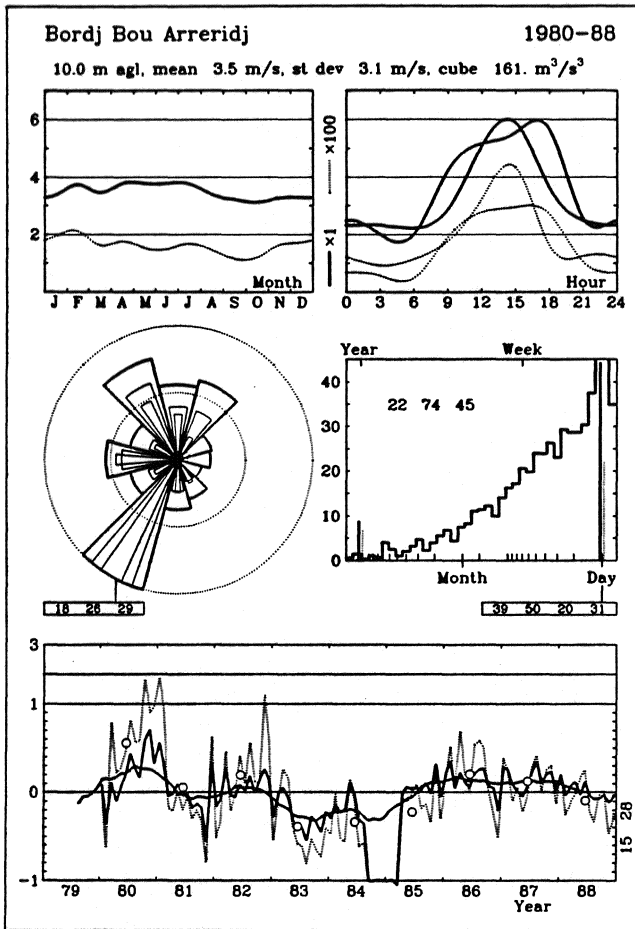 Bordj Bou Arreridj 1980-88
10.0 m agl, mean 3.5 m/s, st dev 3.1 m/s, cube 161. m³/s³
6
4
2
Month
J F M A M J J A S O N D
×1 ×100
Hour
0 3 6 9 12 15 18 21 24
Year Week
40
30
20
10
0
22 74 45
Month Day
18 26 29
39 50 20 31
3
1
0
-1
79 80 81 82 83 84 85 86 87 88
Year
15 28